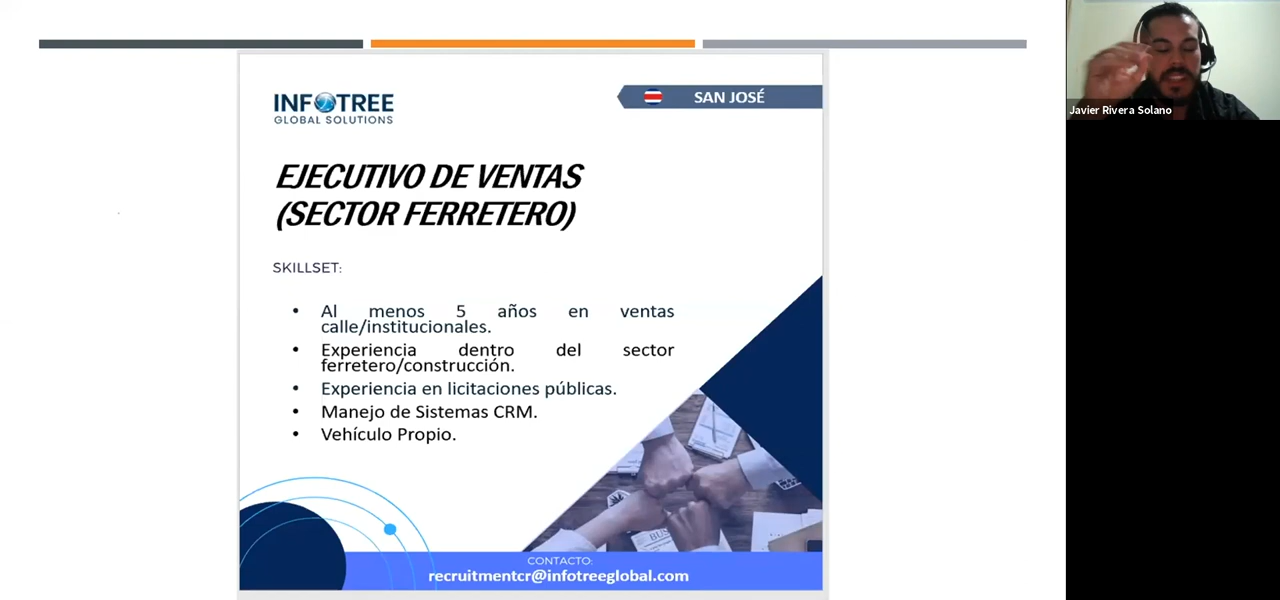 INFOTREE
GLOBAL SOLUTIONS
SAN JOSÉ
Javier Rivera Solano
EJECUTIVO DE VENTAS
(SECTOR FERRETERO)
SKILLSET:
• Al menos 5 años en ventas
calle/institucionales.
• Experiencia dentro del sector
ferretero/construcción.
• Experiencia en licitaciones públicas.
• Manejo de Sistemas CRM.
• Vehículo Propio.
CONTACTO:
recruitmentcr@infotreeglobal.com